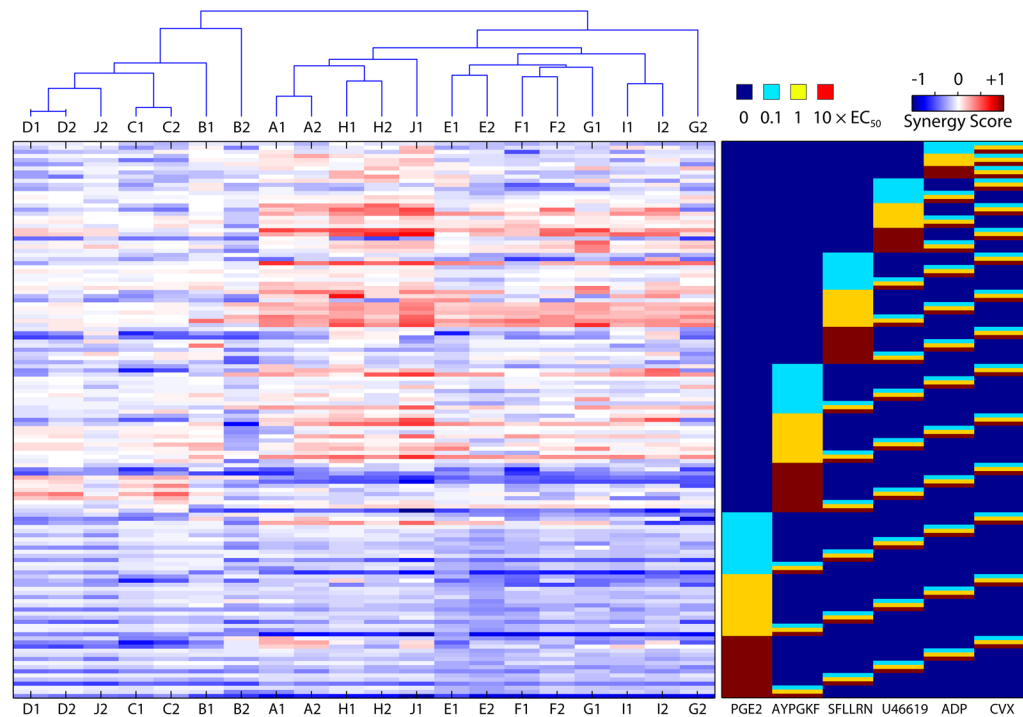 -1 0 +1
0 0.1 1 10 × EC50
Synergy Score
D1 D2 J2 C1 C2 B1 B2 A1 A2 H1 H2 J1 E1 E2 F1 F2 G1 I1 I2 G2
D1 D2 J2 C1 C2 B1 B2 A1 A2 H1 H2 J1 E1 E2 F1 F2 G1 I1 I2 G2
PGE2 AYPGKF SFLLRN U46619 ADP CVX